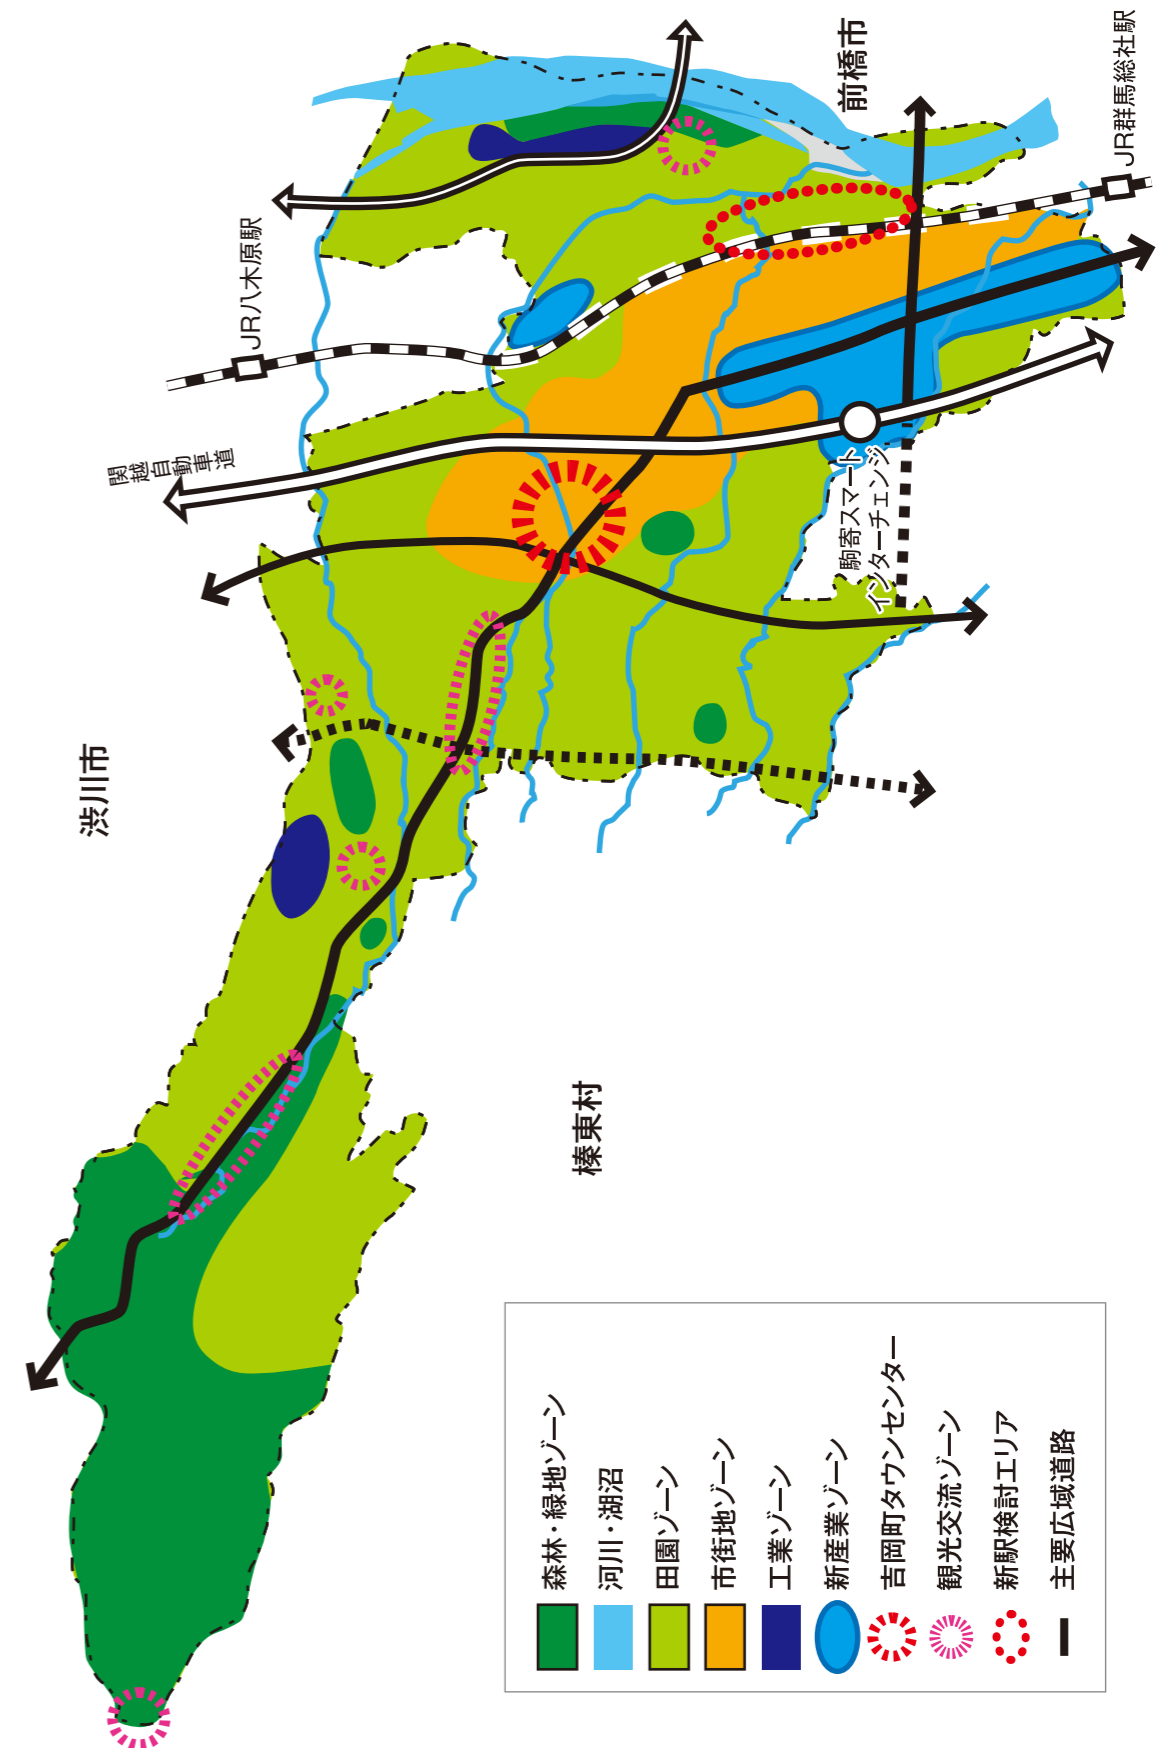 渋川市
関越自動車道
JR八木原駅
前橋市
JR群馬総社駅
駒寄スマート
インターチェンジ
榛東村
森林・緑地ゾーン
河川・湖沼
田園ゾーン
市街地ゾーン
工業ゾーン
新産業ゾーン
吉岡町タウンセンター
観光交流ゾーン
新駅検討エリア
主要広域道路